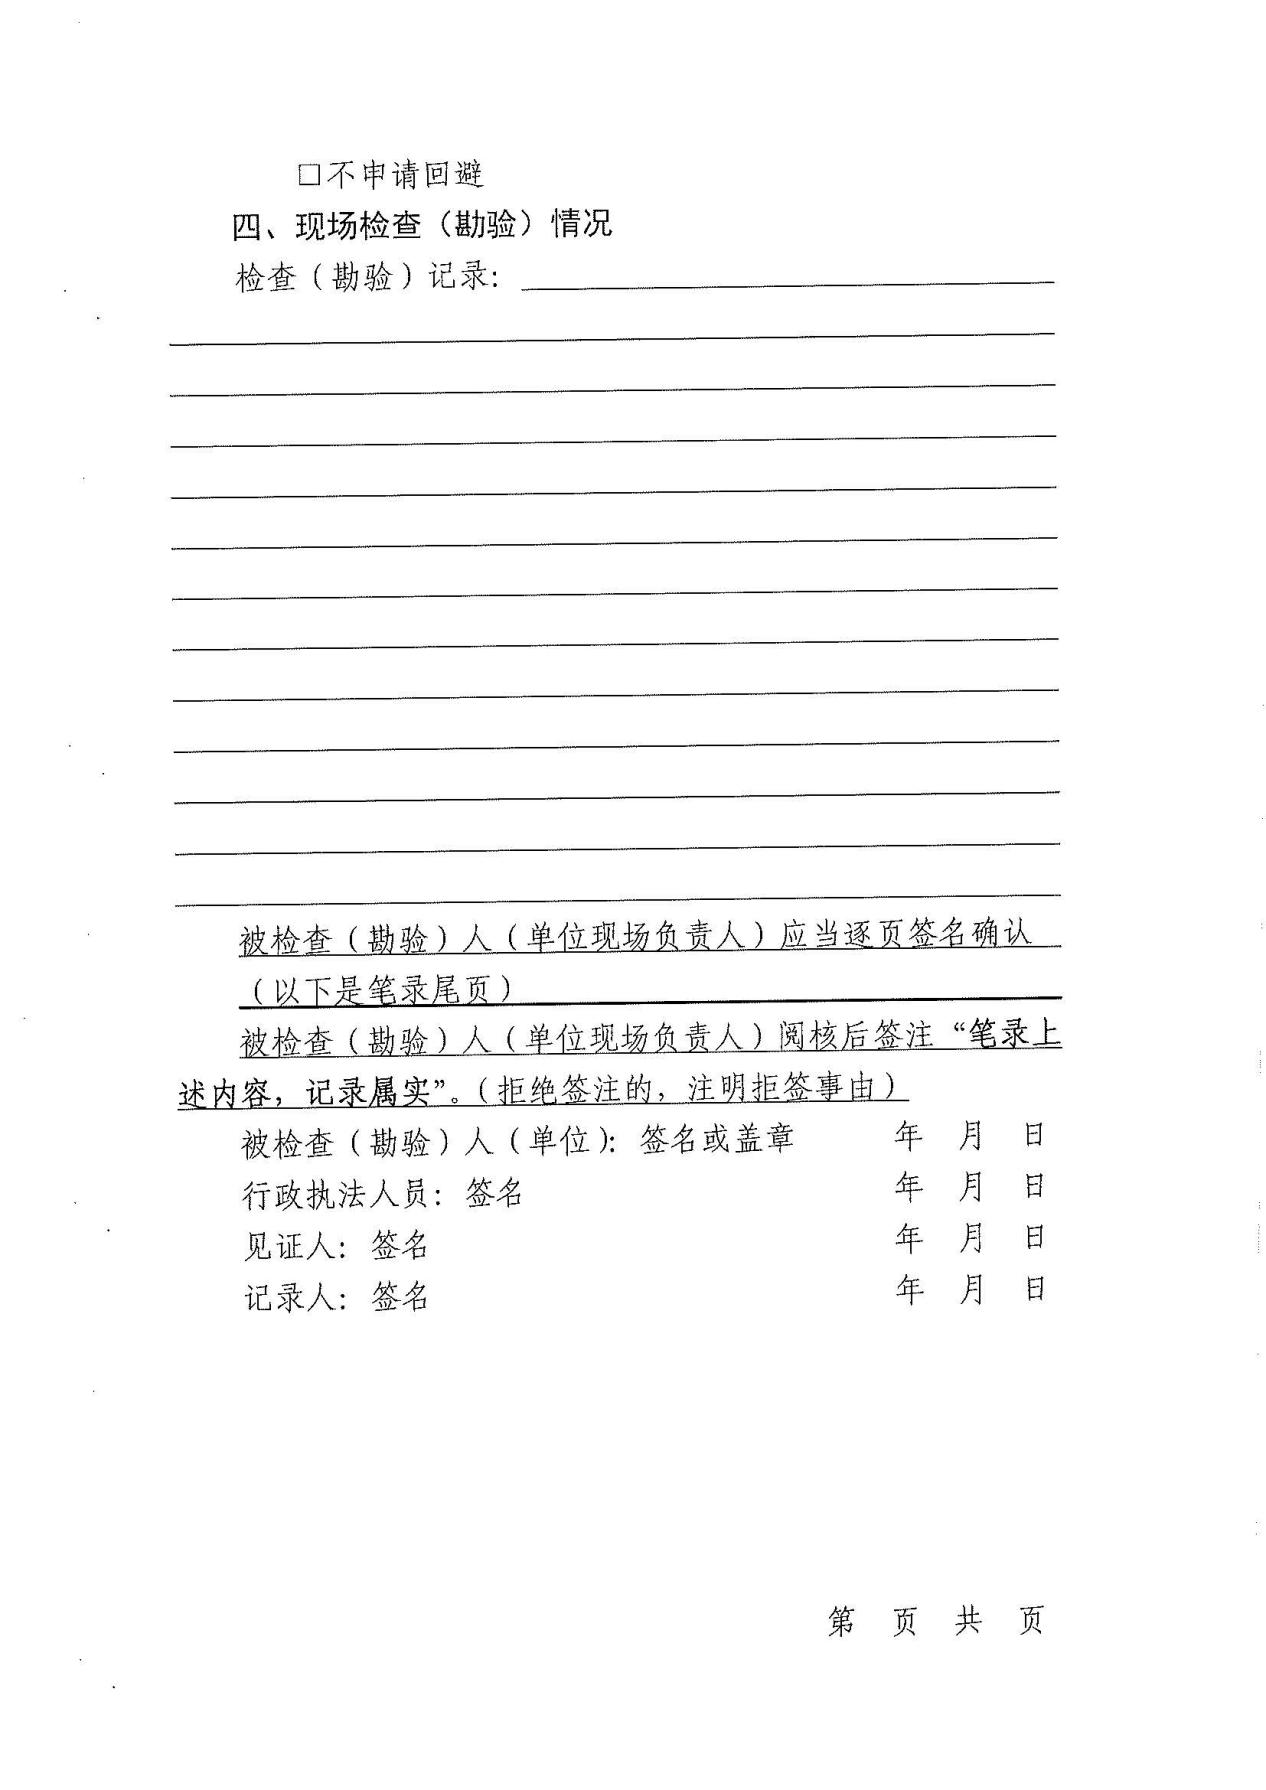 □不申请回避
四、现场检查（勘验）情况
检查（勘验）记录：
被检查（勘验）人（单位现场负责人）应当逐页签名确认
（以下是笔录尾页）
被检查（勘验）人（单位现场负责人）阅核后签注“笔录上
述内容，记录属实”。（拒绝签注的，注明拒签事由）
被检查（勘验）人（单位）：签名或盖章 年 月 日
行政执法人员：签名 年 月 日
见证人：签名 年 月 日
记录人：签名 年 月 日
第 页 共 页